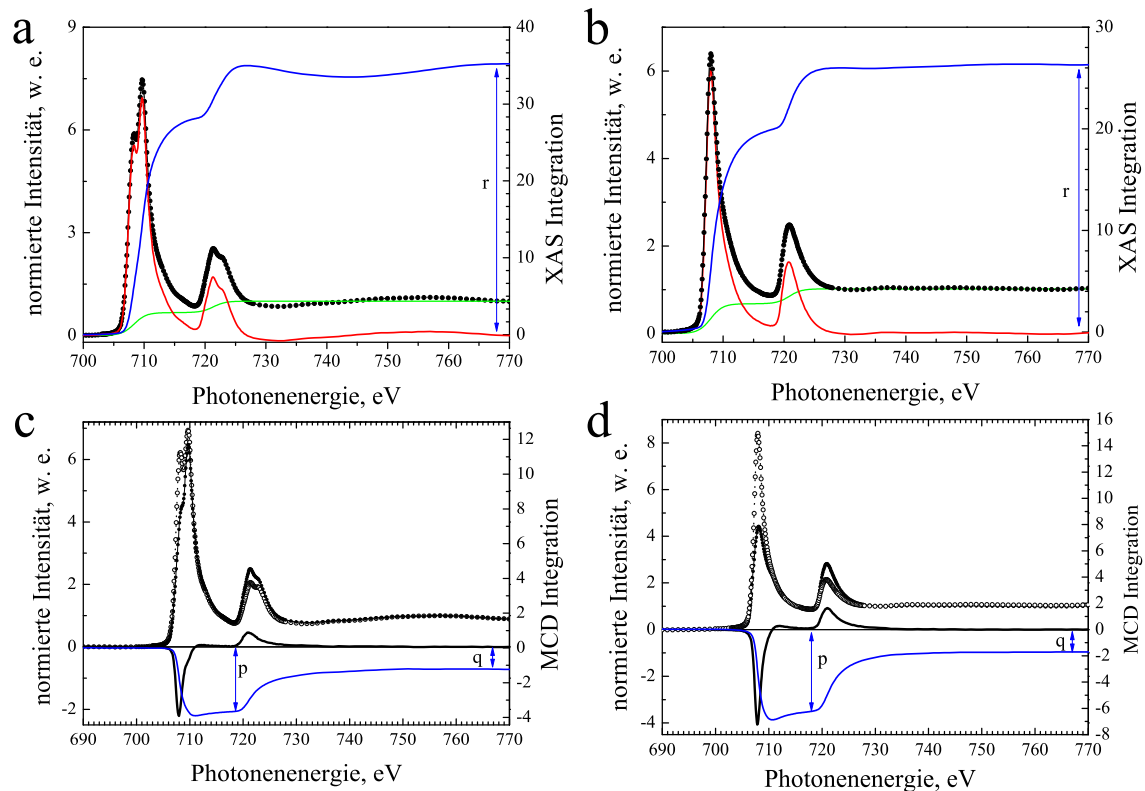 a
normierte Intensität, w. e.
9
6
3
0
700 710 720 730 740 750 760 770
Photonenenergie, eV
40
30
20
10
0
XAS Integration
r
b
normierte Intensität, w. e.
6
4
2
0
700 710 720 730 740 750 760 770
Photonenenergie, eV
30
20
10
0
XAS Integration
r
c
normierte Intensität, w. e.
6
4
2
0
-2
690 700 710 720 730 740 750 760 770
Photonenenergie, eV
12
10
8
6
4
2
0
-2
-4
MCD Integration
p
q
d
normierte Intensität, w. e.
8
6
4
2
0
-2
-4
690 700 710 720 730 740 750 760 770
Photonenenergie, eV
16
14
12
10
8
6
4
2
0
-2
-4
-6
-8
MCD Integration
p
q